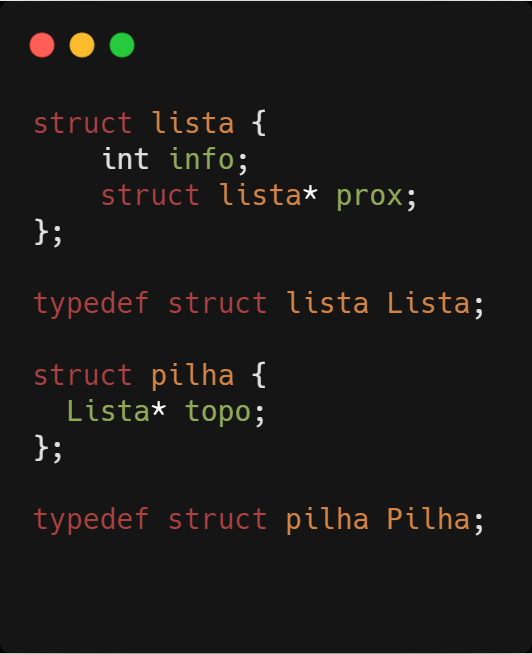 struct lista {
    int info;
    struct lista* prox;
};

typedef struct lista Lista;

struct pilha {
  Lista* topo;
};

typedef struct pilha Pilha;